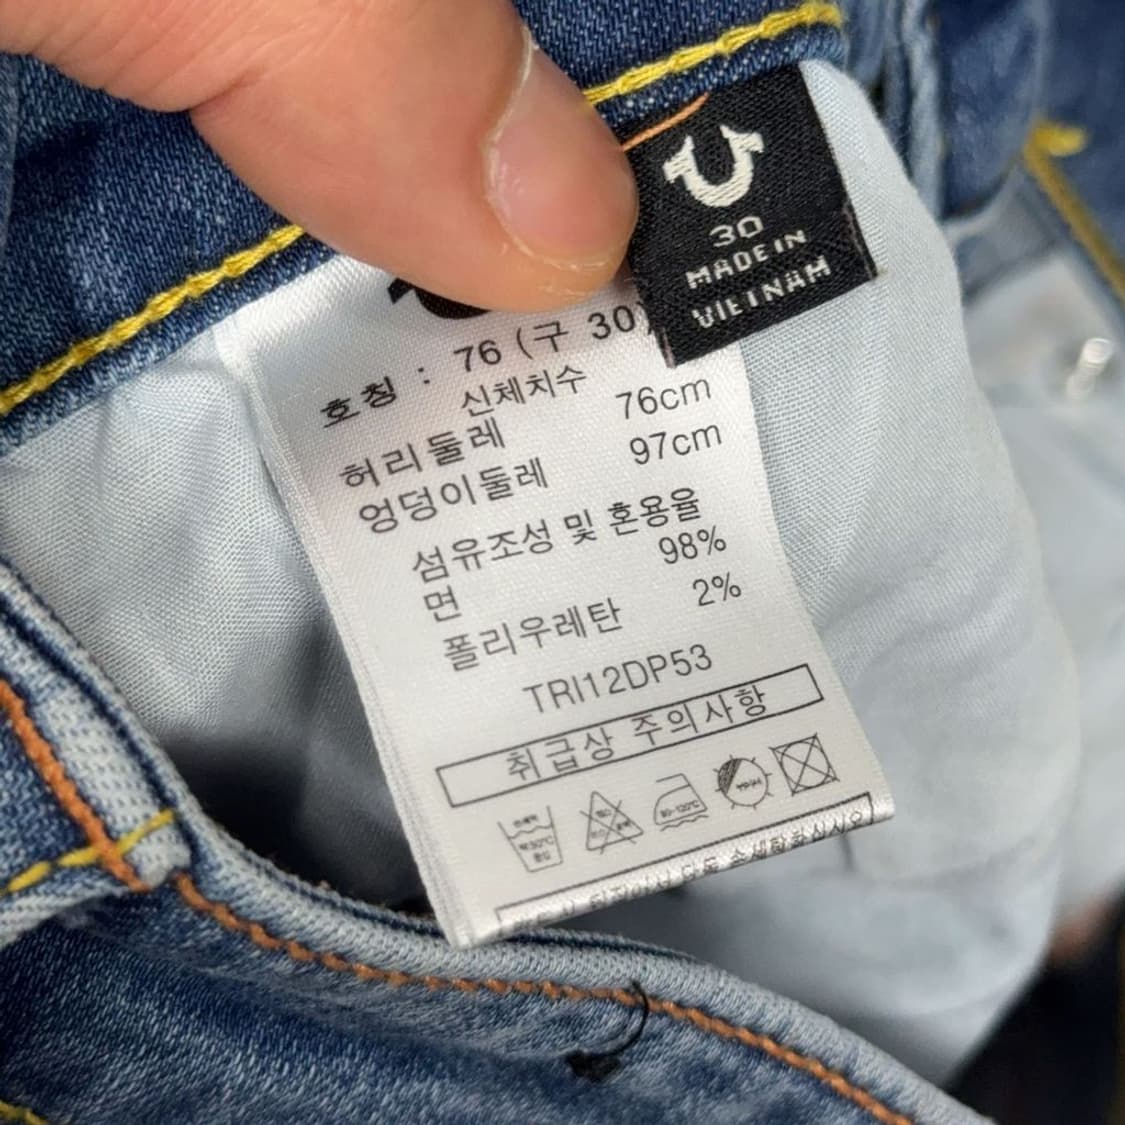 30
MADE IN
VIETNAM
호칭 : 76 (구 30)
신체치수
허리둘레 76cm
엉덩이둘레 97cm
섬유조성 및 혼용율
면 98%
폴리우레탄 2%
TRI12DP53
취급상 주의사항
80~120℃